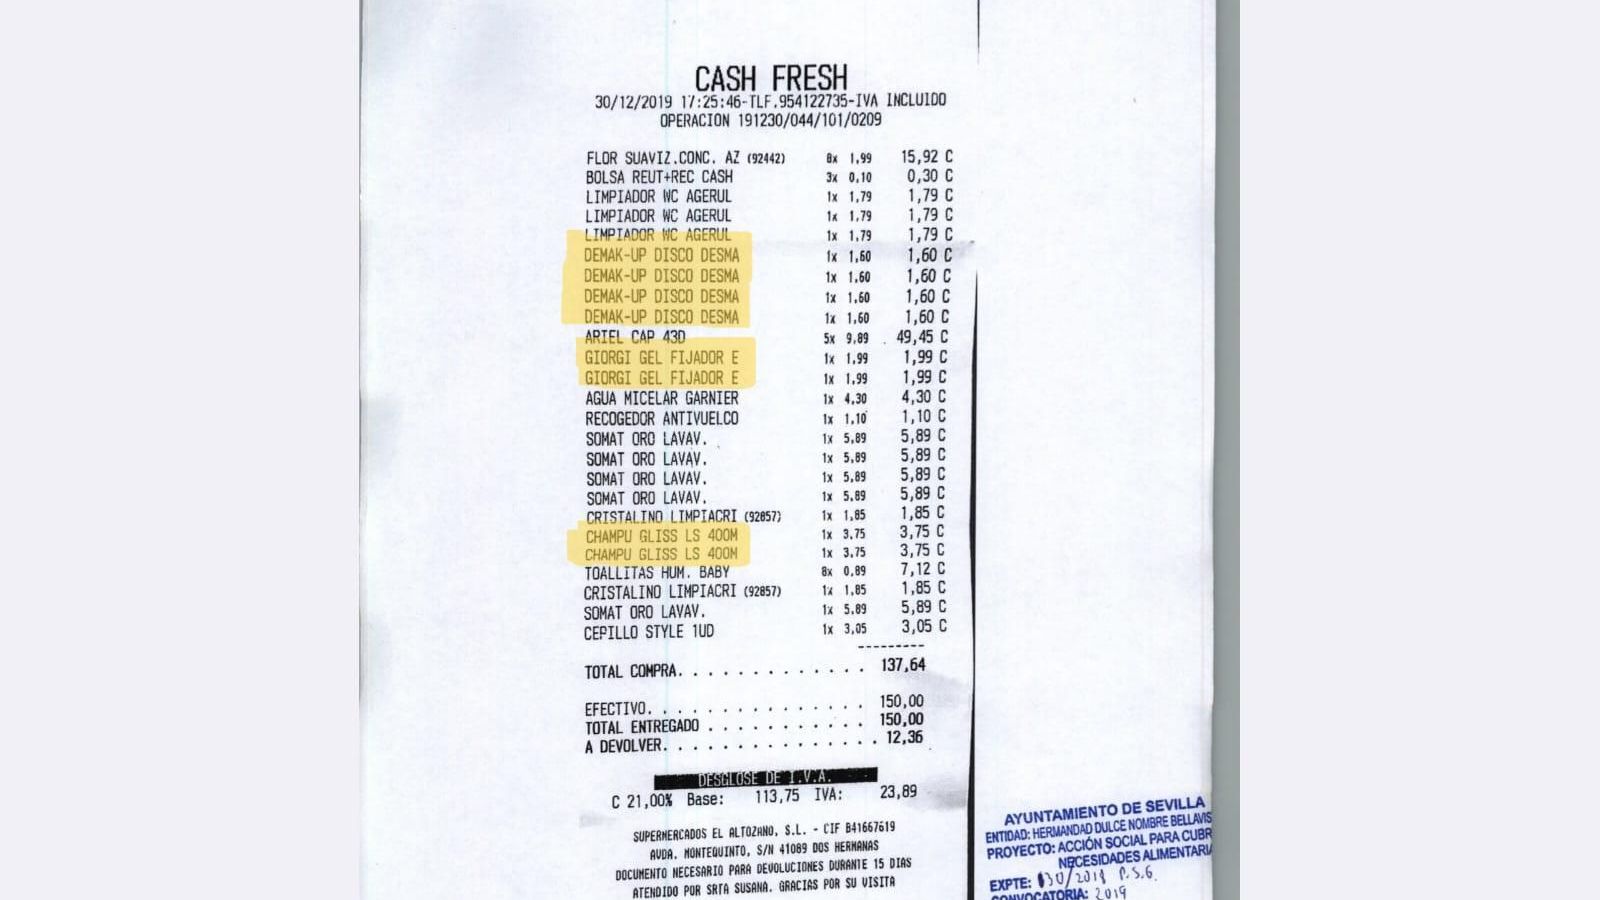 CASH FRESH
30/12/2019 17:25:46-TLF.954122735-IVA INCLUIDO
OPERACION 191230/044/101/0209
FLOR SUAVIZ.CONC. AZ (92442) 8x 1,99 15,92 C
BOLSA REUT+REC CASH 3x 0,10 0,30 C
LIMPIADOR WC AGERUL 1x 1,79 1,79 C
LIMPIADOR WC AGERUL 1x 1,79 1,79 C
LIMPIADOR WC AGERUL 1x 1,79 1,79 C
DEMAK-UP DISCO DESMA 1x 1,60 1,60 C
DEMAK-UP DISCO DESMA 1x 1,60 1,60 C
DEMAK-UP DISCO DESMA 1x 1,60 1,60 C
DEMAK-UP DISCO DESMA 1x 1,60 1,60 C
ARIEL CAP 43D 5x 9,89 49,45 C
GIORGI GEL FIJADOR E 1x 1,99 1,99 C
GIORGI GEL FIJADOR E 1x 1,99 1,99 C
AGUA MICELAR GARNIER 1x 4,30 4,30 C
RECOGEDOR ANTIVUELCO 1x 1,10 1,10 C
SOMAT ORO LAVAV. 1x 5,89 5,89 C
SOMAT ORO LAVAV. 1x 5,89 5,89 C
SOMAT ORO LAVAV. 1x 5,89 5,89 C
SOMAT ORO LAVAV. 1x 5,89 5,89 C
CRISTALINO LIMPIACRI (92857) 1x 1,85 1,85 C
CHAMPU GLISS LS 400M 1x 3,75 3,75 C
CHAMPU GLISS LS 400M 1x 3,75 3,75 C
TOALLITAS HUM. BABY 8x 0,89 7,12 C
CRISTALINO LIMPIACRI (92857) 1x 1,85 1,85 C
SOMAT ORO LAVAV. 1x 5,89 5,89 C
CEPILLO STYLE 1UD 1x 3,05 3,05 C
TOTAL COMPRA. . . . . . . . . . . . . 137,64
EFECTIVO. . . . . . . . . . . . . . . 150,00
TOTAL ENTREGADO . . . . . . . . . . . 150,00
A DEVOLVER. . . . . . . . . . . . . . 12,36
DESGLOSE DE I.V.A.
C 21,00% Base: 113,75 IVA: 23,89
SUPERMERCADOS EL ALTOZANO, S.L. - CIF B41667619
AVDA. MONTEQUINTO, S/N 41089 DOS HERMANAS
DOCUMENTO NECESARIO PARA DEVOLUCIONES DURANTE 15 DIAS
ATENDIDO POR SRTA SUSANA. GRACIAS POR SU VISITA
AYUNTAMIENTO DE SEVILLA
ENTIDAD: HERMANDAD DULCE NOMBRE BELLAVIS
PROYECTO: ACCIÓN SOCIAL PARA CUBR
NECESIDADES ALIMENTARIA
EXPTE: P.S.6.
CONVOCATORIA: 2019